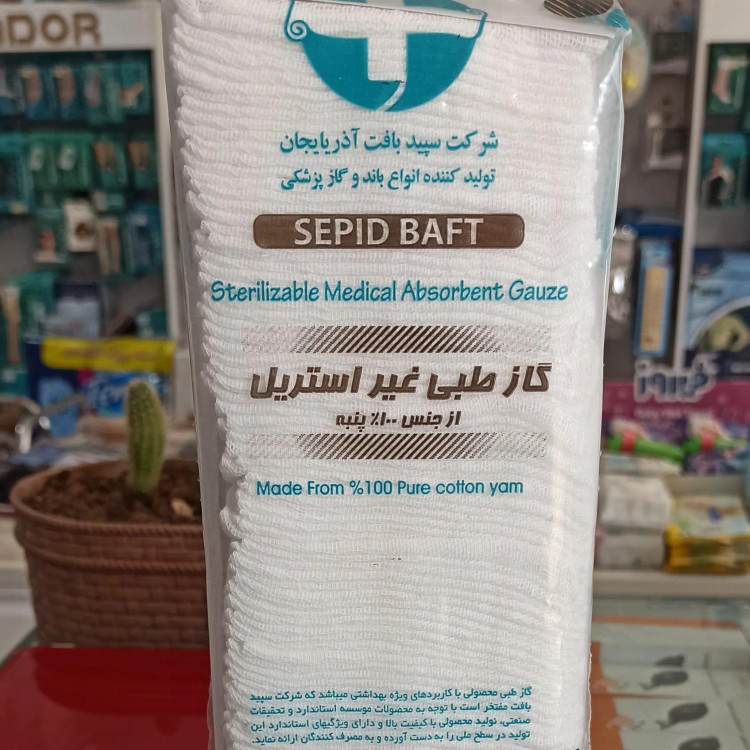 ODOR
شرکت سپید بافت آذربایجان
تولید کننده انواع باند و گاز پزشکی
SEPID BAFT
Sterilizable Medical Absorbent Gauze
گاز طبی غیر استریل
از جنس ۱۰۰٪ پنبه
Made From %100 Pure cotton yarn
گاز طبی محصولی با کاربردهای ویژه بهداشتی میباشد که شرکت سپید
بافت مفتخر است با توجه به محصولات موسسه استاندارد و تحقیقات
صنعتی، تولید محصولی با کیفیت بالا و دارای ویژگیهای استاندارد این
تولید در سطح ملی را به دست آورده و به مصرف کنندگان ارائه نماید.